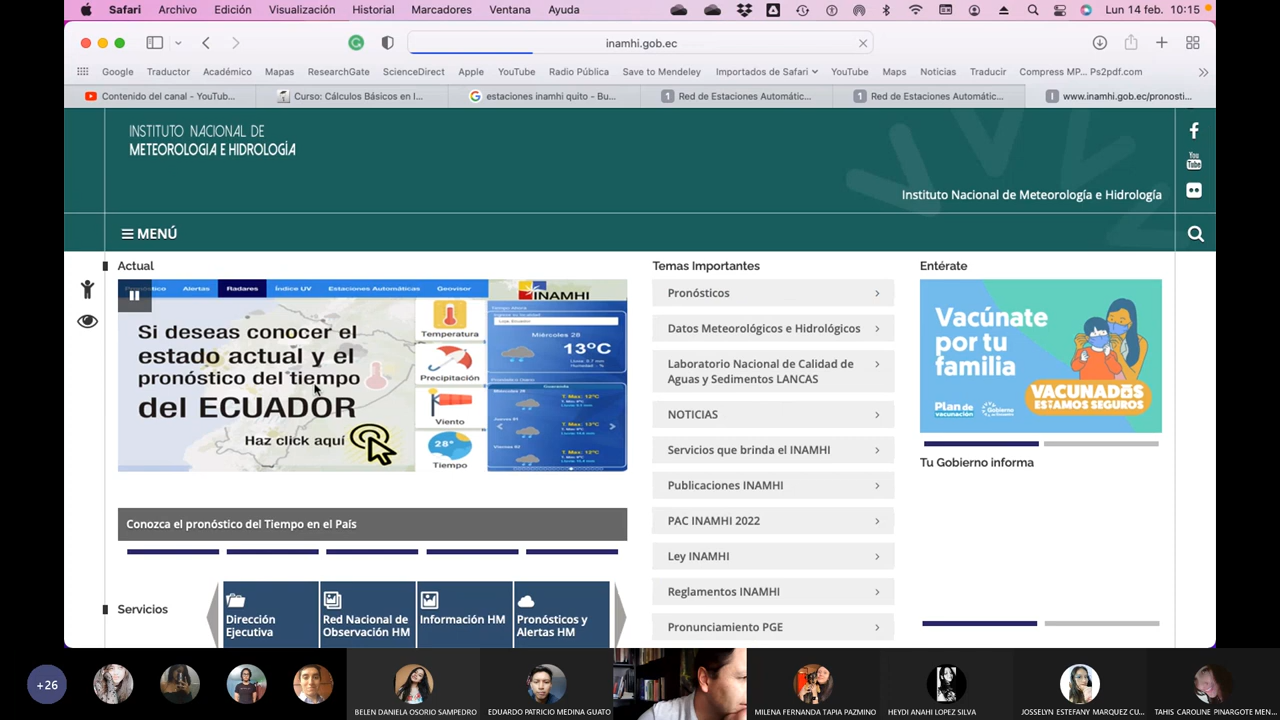 Safari Archivo Edición Visualización Historial Marcadores Ventana Ayuda Lun 14 feb. 10:15
inamhi.gob.ec
Google Traductor Académico Mapas ResearchGate ScienceDirect Apple YouTube Radio Pública Save to Mendeley Importados de Safari YouTube Maps Noticias Traducir Compress MP... Ps2pdf.com
Contenido del canal - YouTub... Curso: Cálculos Básicos en I... estaciones inamhi quito - Bu... Red de Estaciones Automátic... Red de Estaciones Automátic... www.inamhi.gob.ec/pronosti...
INSTITUTO NACIONAL DE
METEOROLOGIA E HIDROLOGÍA
You
Tube
Instituto Nacional de Meteorología e Hidrología
MENÚ
Actual
Alertas Radares Índice UV Estaciones Automáticas Geovisor
INAMHI
Si deseas conocer el
estado actual y el
pronóstico del tiempo
del ECUADOR
Haz click aquí
Temperatura
Precipitación
Viento
28°
Tiempo
Miércoles 28
13°C
Conozca el pronóstico del Tiempo en el País
Servicios
Dirección
Ejecutiva
Red Nacional de
Observación HM
Información HM
Pronósticos y
Alertas HM
Temas Importantes
Pronósticos
Datos Meteorológicos e Hidrológicos
Laboratorio Nacional de Calidad de
Aguas y Sedimentos LANCAS
NOTICIAS
Servicios que brinda el INAMHI
Publicaciones INAMHI
PAC INAMHI 2022
Ley INAMHI
Reglamentos INAMHI
Pronunciamiento PGE
Entérate
Vacúnate
por tu
familia
VACUNADOS
ESTAMOS SEGUROS
Plan de
vacunación
Tu Gobierno informa
+26
BELEN DANIELA OSORIO SAMPEDRO
EDUARDO PATRICIO MEDINA GUATO
MILENA FERNANDA TAPIA PAZMINO
HEYDI ANAHI LOPEZ SILVA
JOSSELYN ESTEFANY MARQUEZ CU...
TAHIS CAROLINE PINARGOTE MEN...